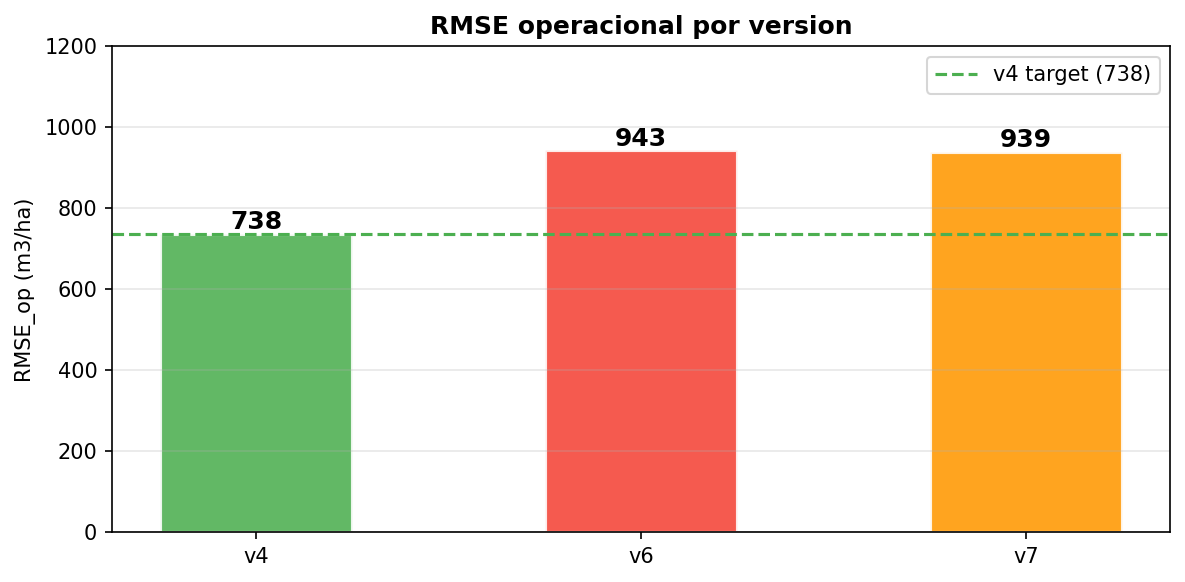 RMSE operacional por version
v4 target (738)
RMSE_op (m3/ha)
1200
1000
800
600
400
200
0
738
943
939
v4
v6
v7